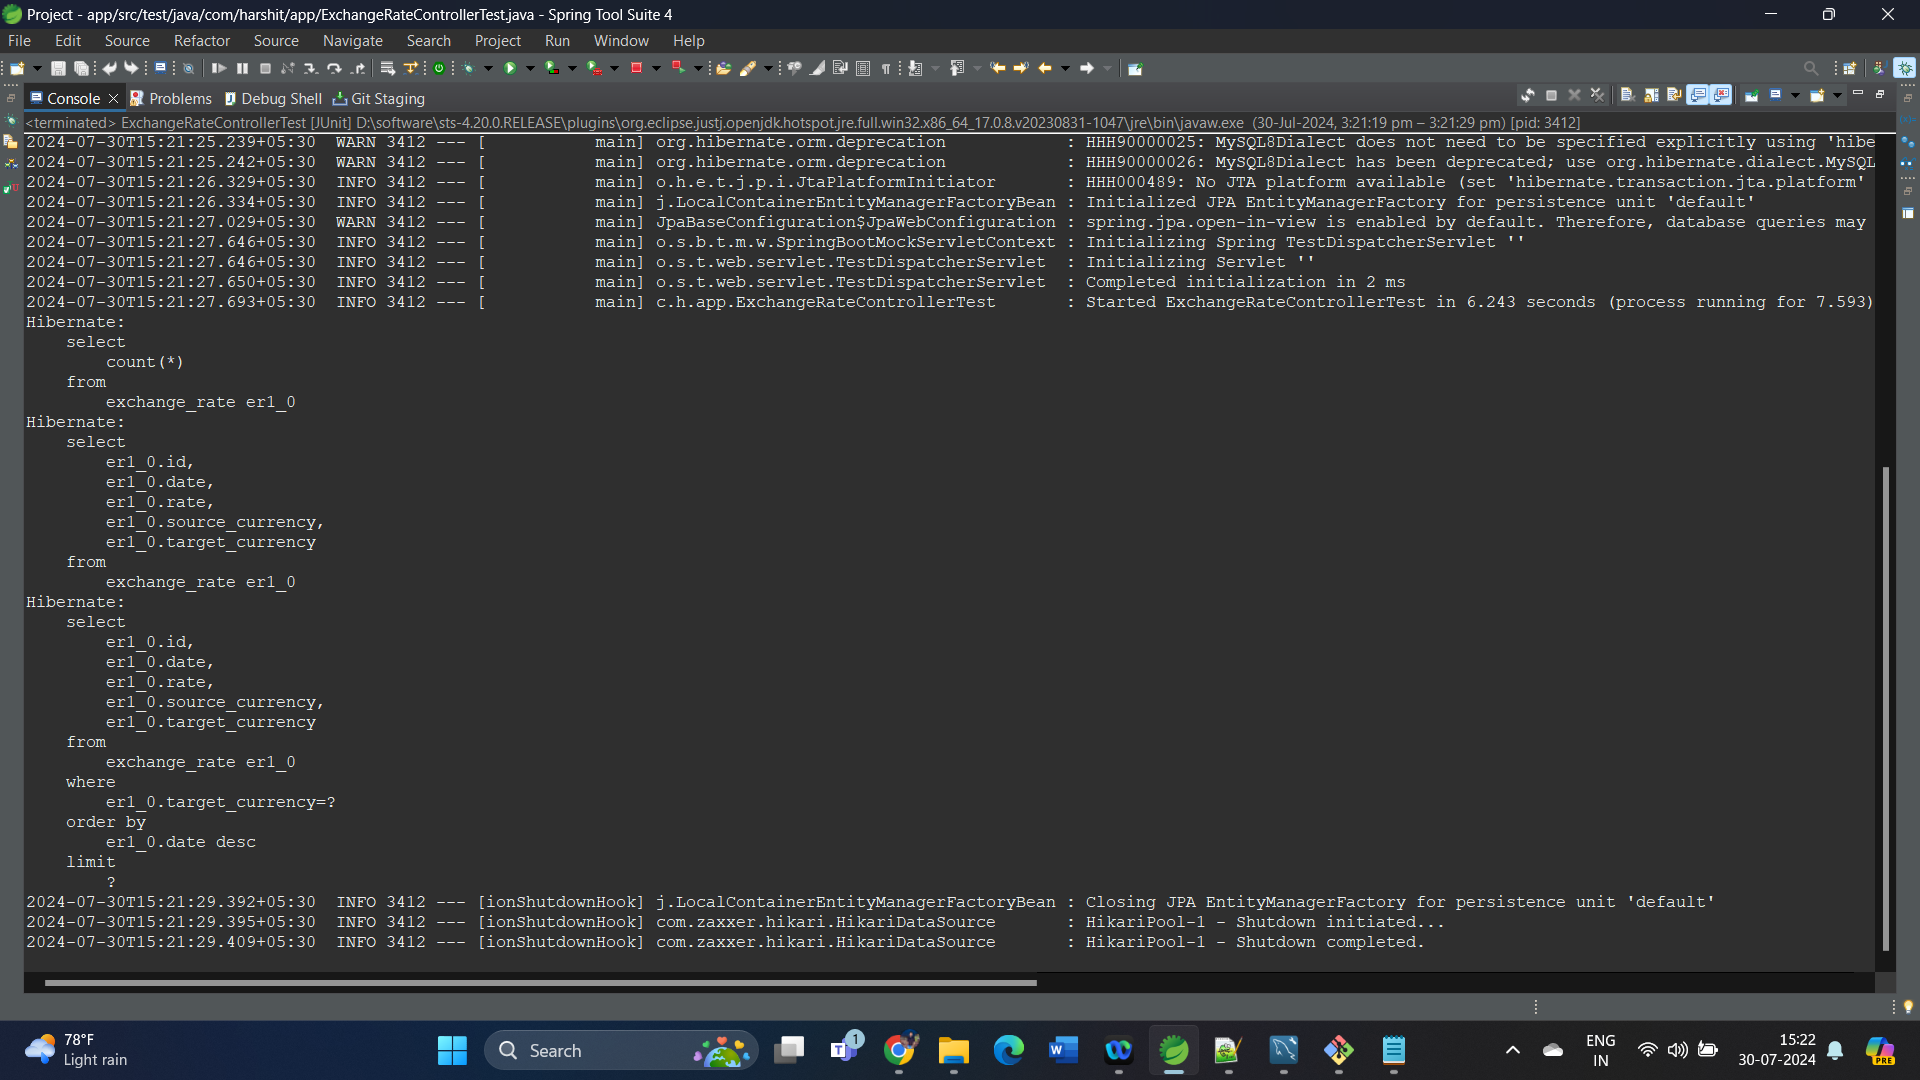 Project - app/src/test/java/com/harshit/app/ExchangeRateControllerTest.java - Spring Tool Suite 4
File Edit Source Refactor Source Navigate Search Project Run Window Help
Console Problems Debug Shell Git Staging
<terminated> ExchangeRateControllerTest [JUnit] D:\software\sts-4.20.0.RELEASE\plugins\org.eclipse.justj.openjdk.hotspot.jre.full.win32.x86_64_17.0.8.v20230831-1047\jre\bin\javaw.exe (30-Jul-2024, 3:21:19 pm – 3:21:29 pm) [pid: 3412]
2024-07-30T15:21:25.239+05:30  WARN 3412 --- [           main] org.hibernate.orm.deprecation            : HHH90000025: MySQL8Dialect does not need to be specified explicitly using 'hibe
2024-07-30T15:21:25.242+05:30  WARN 3412 --- [           main] org.hibernate.orm.deprecation            : HHH90000026: MySQL8Dialect has been deprecated; use org.hibernate.dialect.MySQL
2024-07-30T15:21:26.329+05:30  INFO 3412 --- [           main] o.h.e.t.j.p.i.JtaPlatformInitiator       : HHH000489: No JTA platform available (set 'hibernate.transaction.jta.platform'
2024-07-30T15:21:26.334+05:30  INFO 3412 --- [           main] j.LocalContainerEntityManagerFactoryBean : Initialized JPA EntityManagerFactory for persistence unit 'default'
2024-07-30T15:21:27.029+05:30  WARN 3412 --- [           main] JpaBaseConfiguration$JpaWebConfiguration : spring.jpa.open-in-view is enabled by default. Therefore, database queries may
2024-07-30T15:21:27.646+05:30  INFO 3412 --- [           main] o.s.b.t.m.w.SpringBootMockServletContext : Initializing Spring TestDispatcherServlet ''
2024-07-30T15:21:27.646+05:30  INFO 3412 --- [           main] o.s.t.web.servlet.TestDispatcherServlet  : Initializing Servlet ''
2024-07-30T15:21:27.650+05:30  INFO 3412 --- [           main] o.s.t.web.servlet.TestDispatcherServlet  : Completed initialization in 2 ms
2024-07-30T15:21:27.693+05:30  INFO 3412 --- [           main] c.h.app.ExchangeRateControllerTest       : Started ExchangeRateControllerTest in 6.243 seconds (process running for 7.593)
Hibernate:
    select
        count(*)
    from
        exchange_rate er1_0
Hibernate:
    select
        er1_0.id,
        er1_0.date,
        er1_0.rate,
        er1_0.source_currency,
        er1_0.target_currency
    from
        exchange_rate er1_0
Hibernate:
    select
        er1_0.id,
        er1_0.date,
        er1_0.rate,
        er1_0.source_currency,
        er1_0.target_currency
    from
        exchange_rate er1_0
    where
        er1_0.target_currency=?
    order by
        er1_0.date desc
    limit
        ?
2024-07-30T15:21:29.392+05:30  INFO 3412 --- [ionShutdownHook] j.LocalContainerEntityManagerFactoryBean : Closing JPA EntityManagerFactory for persistence unit 'default'
2024-07-30T15:21:29.395+05:30  INFO 3412 --- [ionShutdownHook] com.zaxxer.hikari.HikariDataSource       : HikariPool-1 - Shutdown initiated...
2024-07-30T15:21:29.409+05:30  INFO 3412 --- [ionShutdownHook] com.zaxxer.hikari.HikariDataSource       : HikariPool-1 - Shutdown completed.
78°F
Light rain
Search
1
ENG
IN
15:22
30-07-2024
PRE